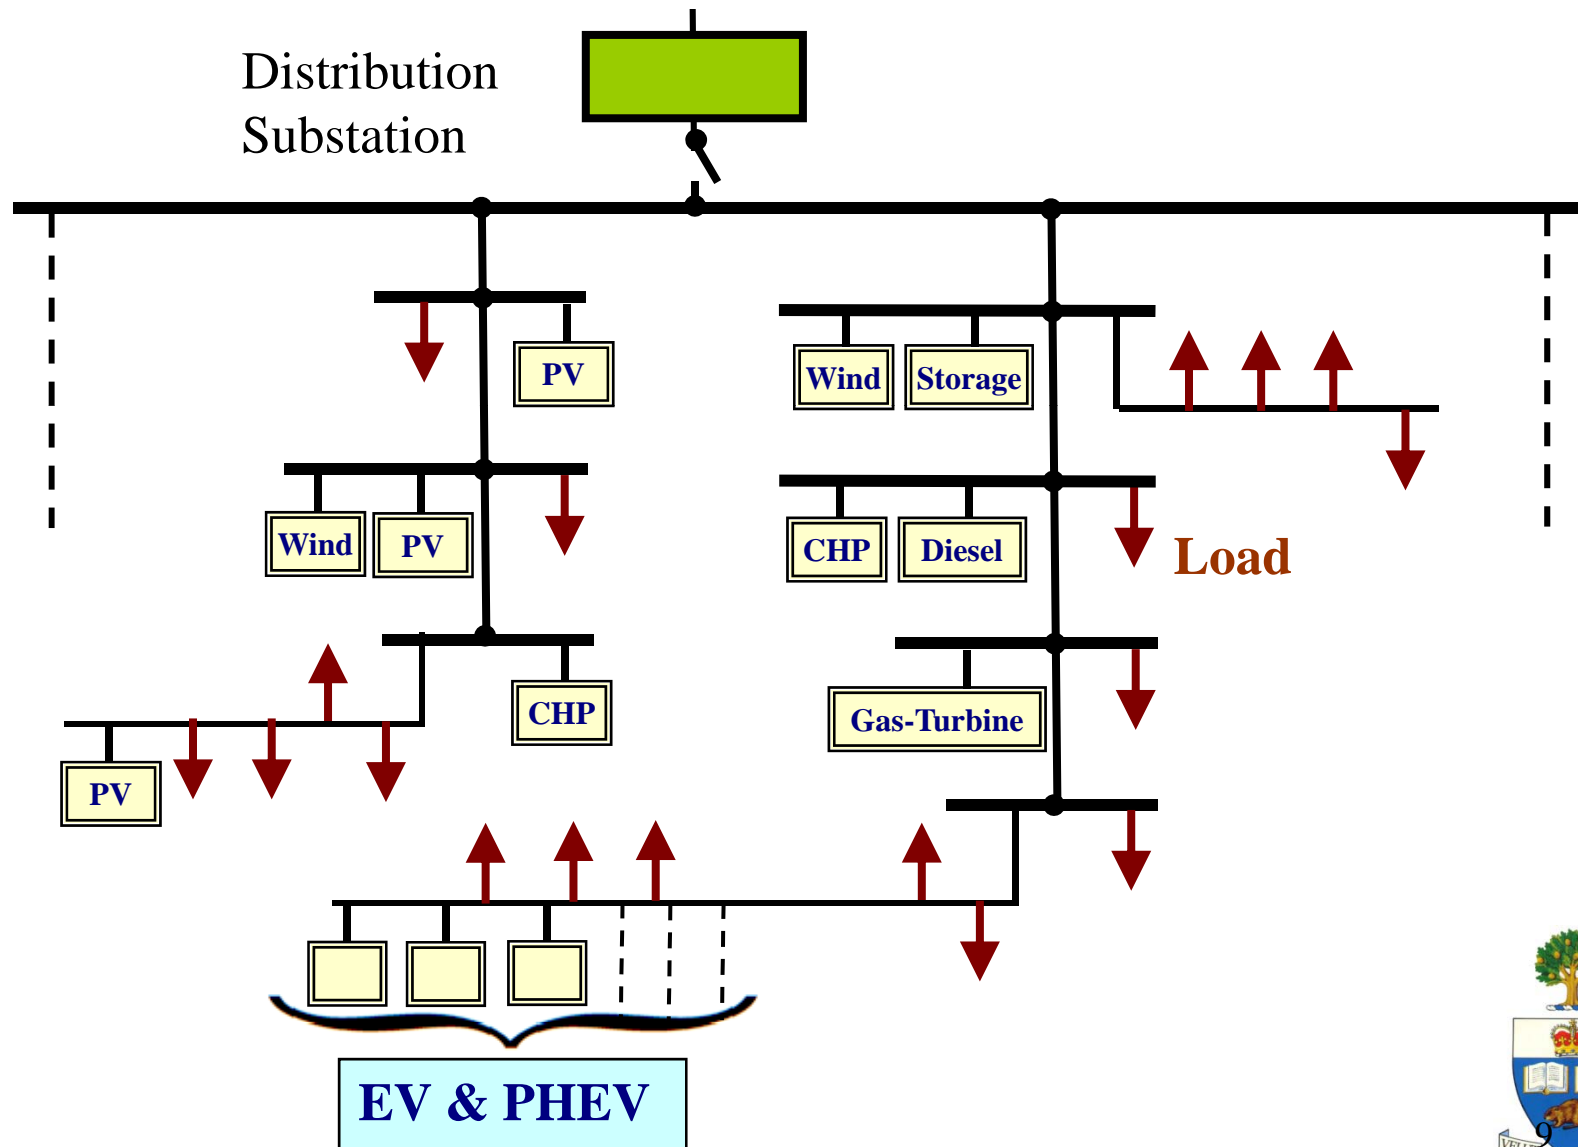 Distribution
Substation
PV
Wind
Storage
Wind
PV
CHP
Diesel
Load
CHP
Gas-Turbine
PV
EV & PHEV
9